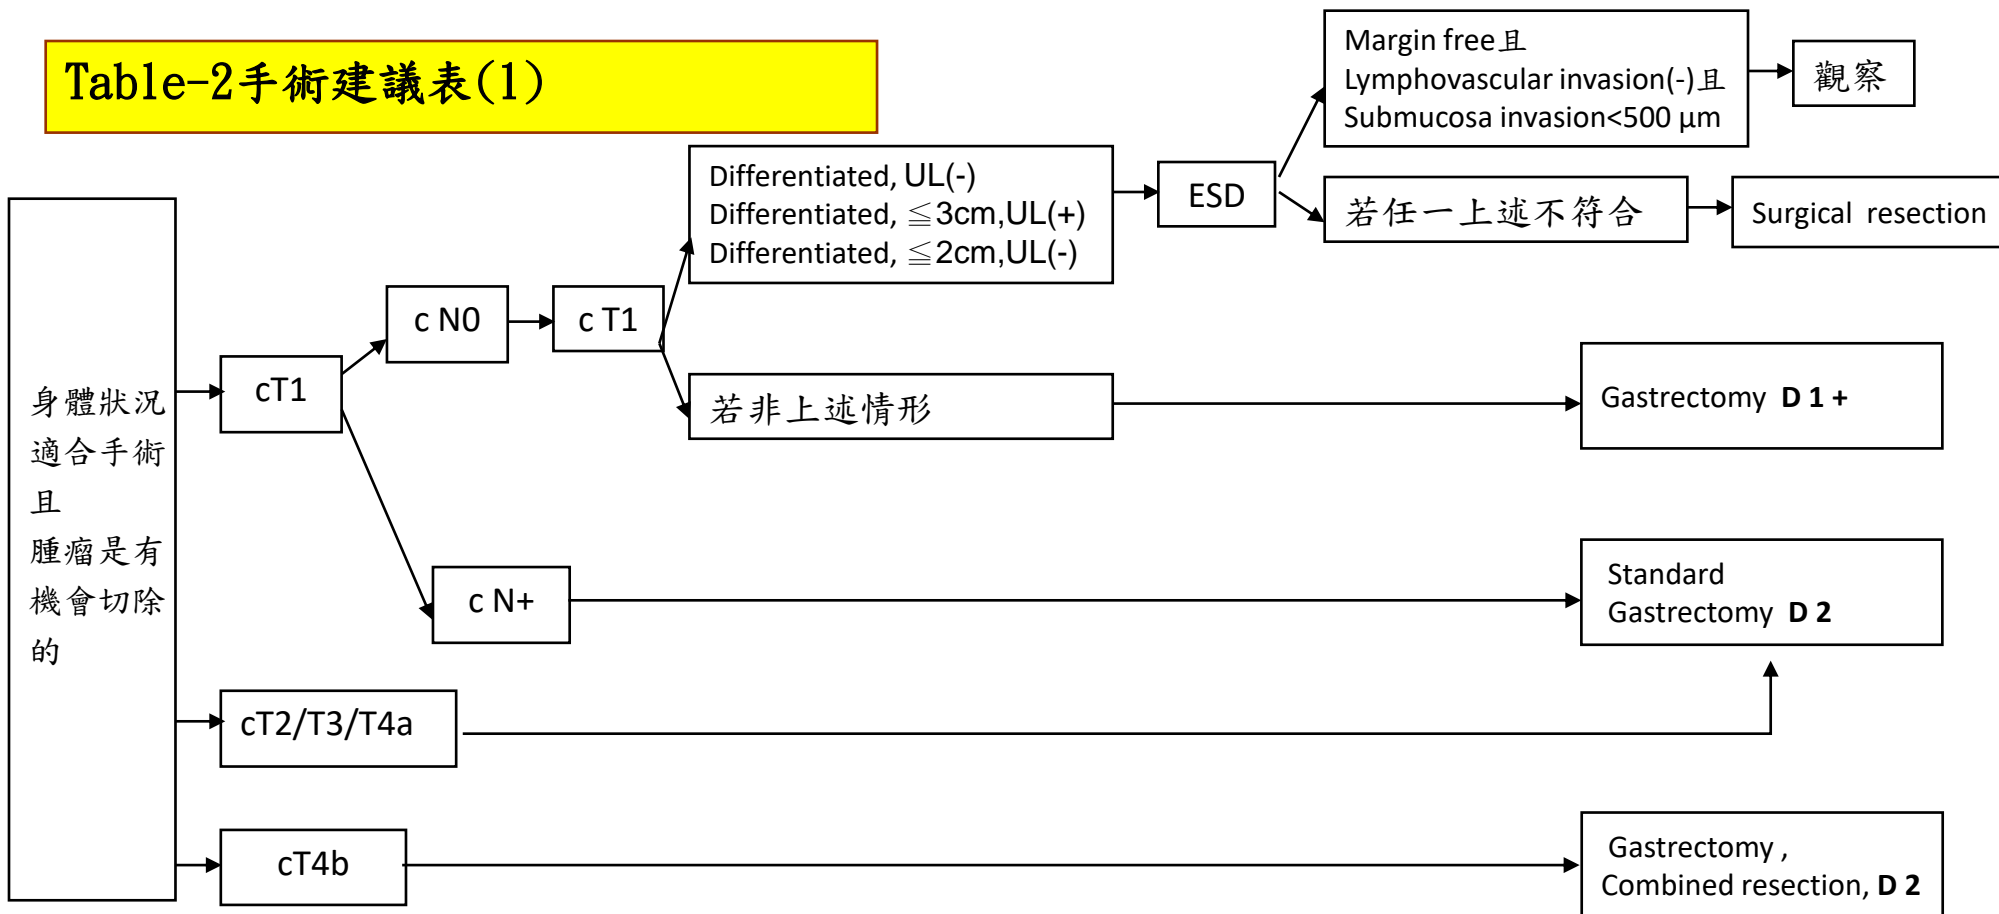 Table-2手術建議表(1)
Margin free且
Lymphovascular invasion(-)且
Submucosa invasion<500 μm
觀察
Differentiated, UL(-)
Differentiated, ≦3cm,UL(+)
Differentiated, ≦2cm,UL(-)
ESD
若任一上述不符合
Surgical resection
身體狀況
適合手術
且
腫瘤是有
機會切除
的
cT1
c N0
c T1
若非上述情形
Gastrectomy D 1 +
c N+
Standard
Gastrectomy D 2
cT2/T3/T4a
cT4b
Gastrectomy ,
Combined resection, D 2